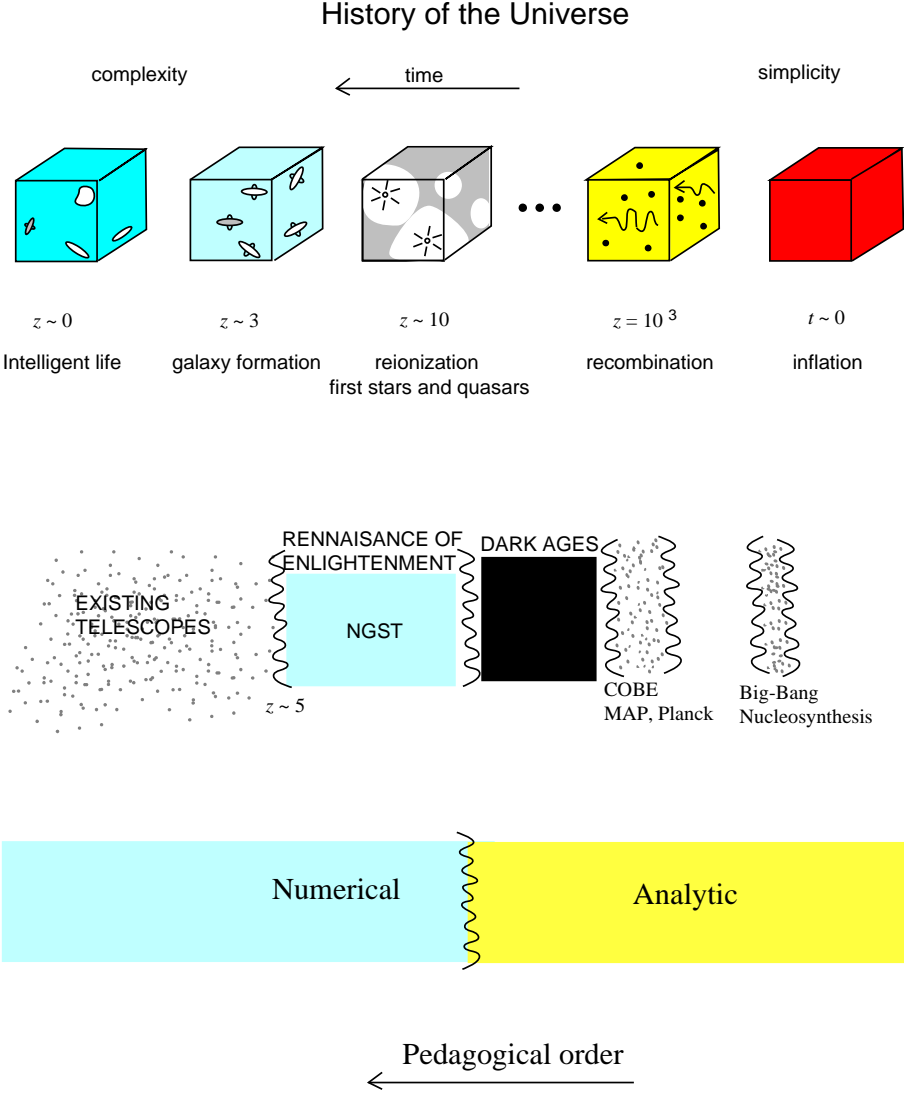 History of the Universe
complexity
time
simplicity
z ~ 0
z ~ 3
z ~ 10
z = 10 ³
t ~ 0
Intelligent life
galaxy formation
reionization
first stars and quasars
recombination
inflation
EXISTING
TELESCOPES
RENNAISANCE OF
ENLIGHTENMENT
NGST
z ~ 5
DARK AGES
COBE
MAP, Planck
Big-Bang
Nucleosynthesis
Numerical
Analytic
Pedagogical order